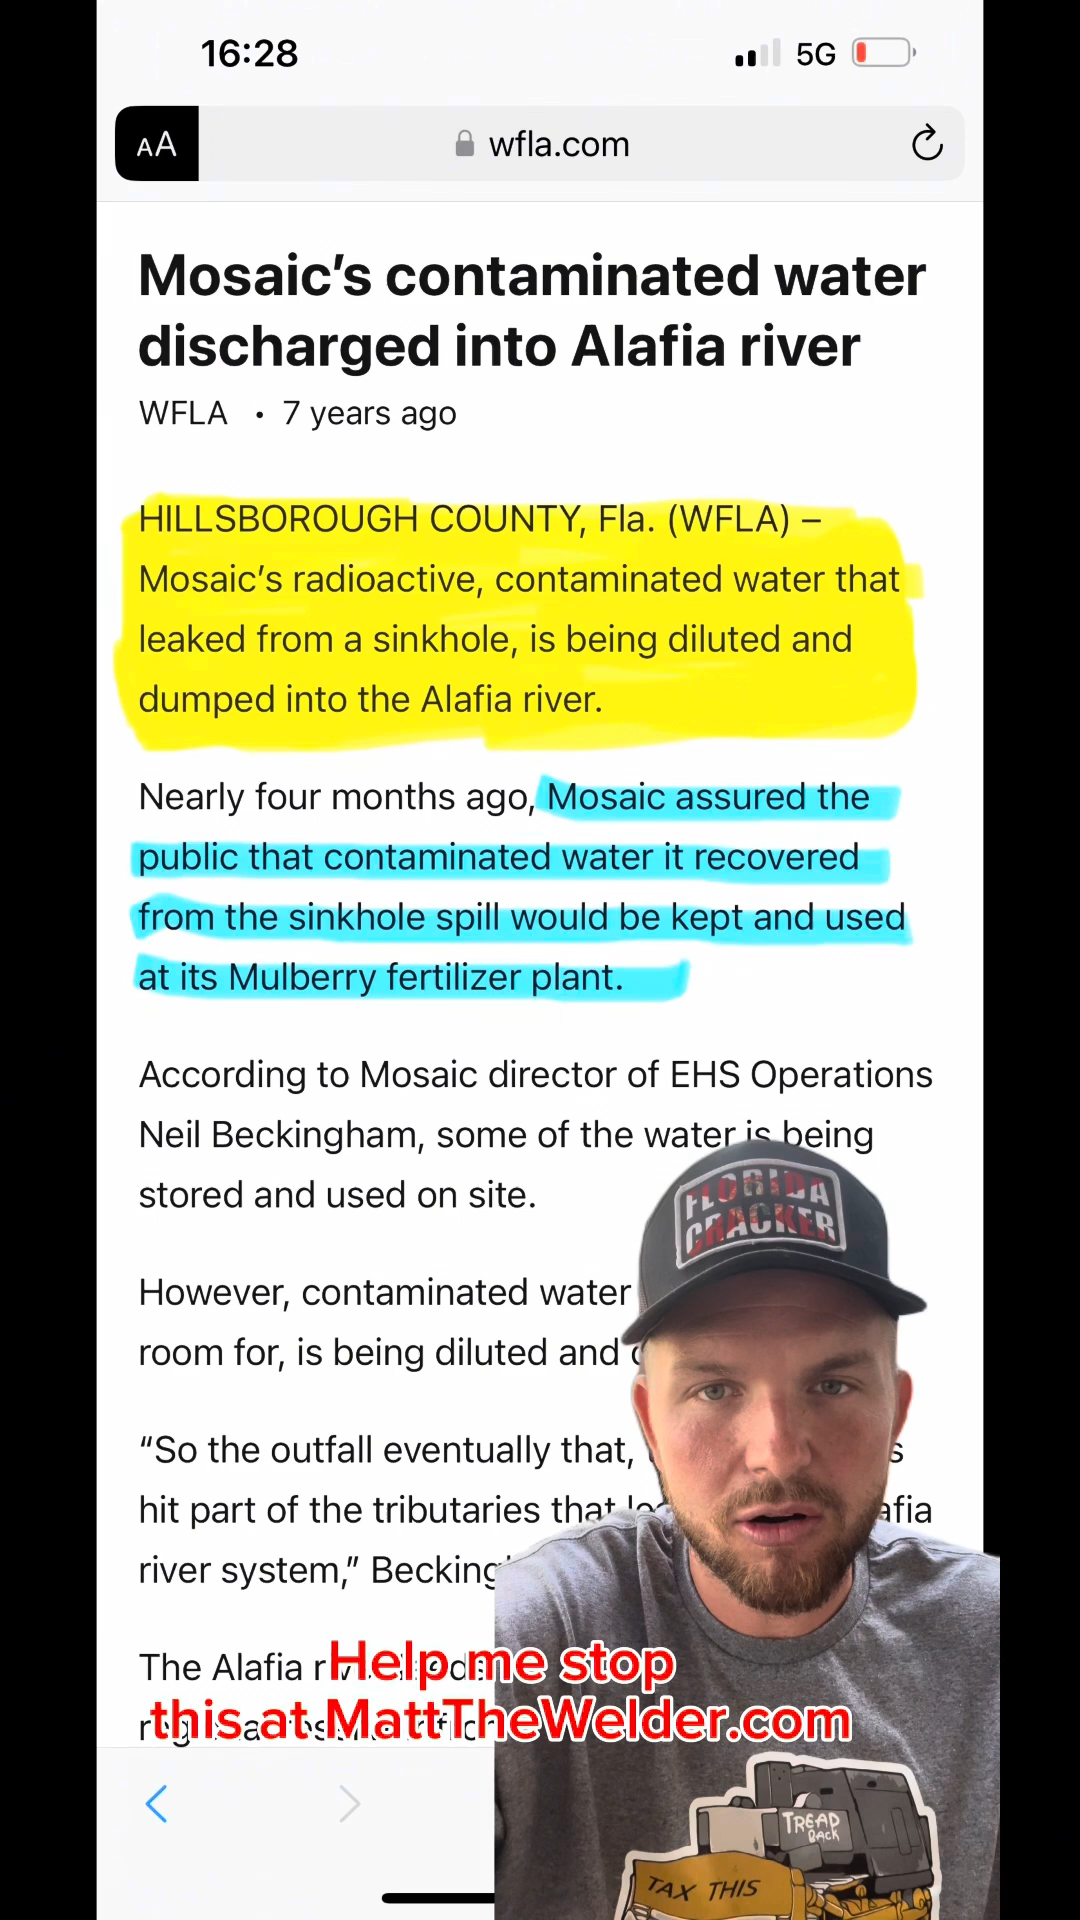 16:28
5G
AA
wfla.com
Mosaic’s contaminated water
discharged into Alafia river
WFLA • 7 years ago
HILLSBOROUGH COUNTY, Fla. (WFLA) –
Mosaic’s radioactive, contaminated water that
leaked from a sinkhole, is being diluted and
dumped into the Alafia river.
Nearly four months ago, Mosaic assured the
public that contaminated water it recovered
from the sinkhole spill would be kept and used
at its Mulberry fertilizer plant.
According to Mosaic director of EHS Operations
Neil Beckingham, some of the water is being
stored and used on site.
However, contaminated water
room for, is being diluted and
“So the outfall eventually that,
hit part of the tributaries that
river system,” 
The Alafia
FLORIDA
CRACKER
Help me stop
this at MattTheWelder.com
TREAD
BACK
TAX THIS